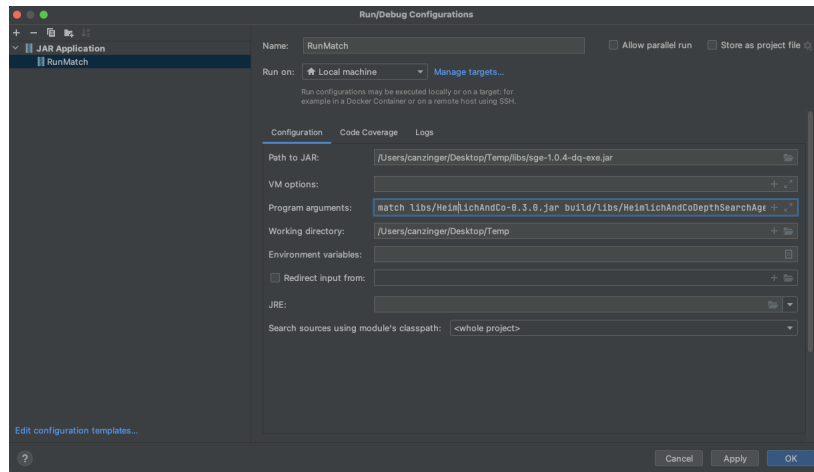 Run/Debug Configurations
JAR Application
RunMatch
Name: RunMatch Allow parallel run Store as project file
Run on: Local machine Manage targets...
Run configurations may be executed locally or on a target: for
example in a Docker Container or on a remote host using SSH.
Configuration Code Coverage Logs
Path to JAR: /Users/canzinger/Desktop/Temp/libs/sge-1.0.4-dq-exe.jar
VM options:
Program arguments: match libs/HeimlichAndCo-0.3.0.jar build/libs/HeimlichAndCoDepthSearchAge
Working directory: /Users/canzinger/Desktop/Temp
Environment variables:
Redirect input from:
JRE:
Search sources using module's classpath: <whole project>
Edit configuration templates...
? Cancel Apply OK